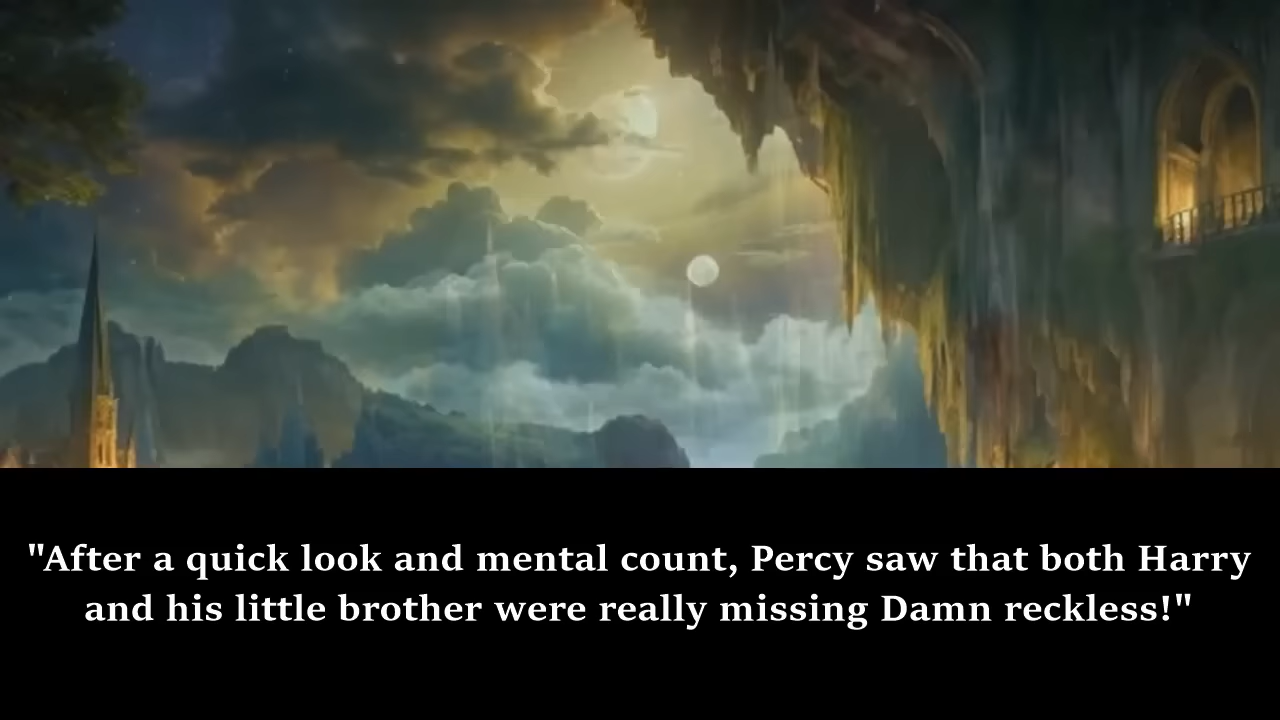 "After a quick look and mental count, Percy saw that both Harry
and his little brother were really missing Damn reckless!"